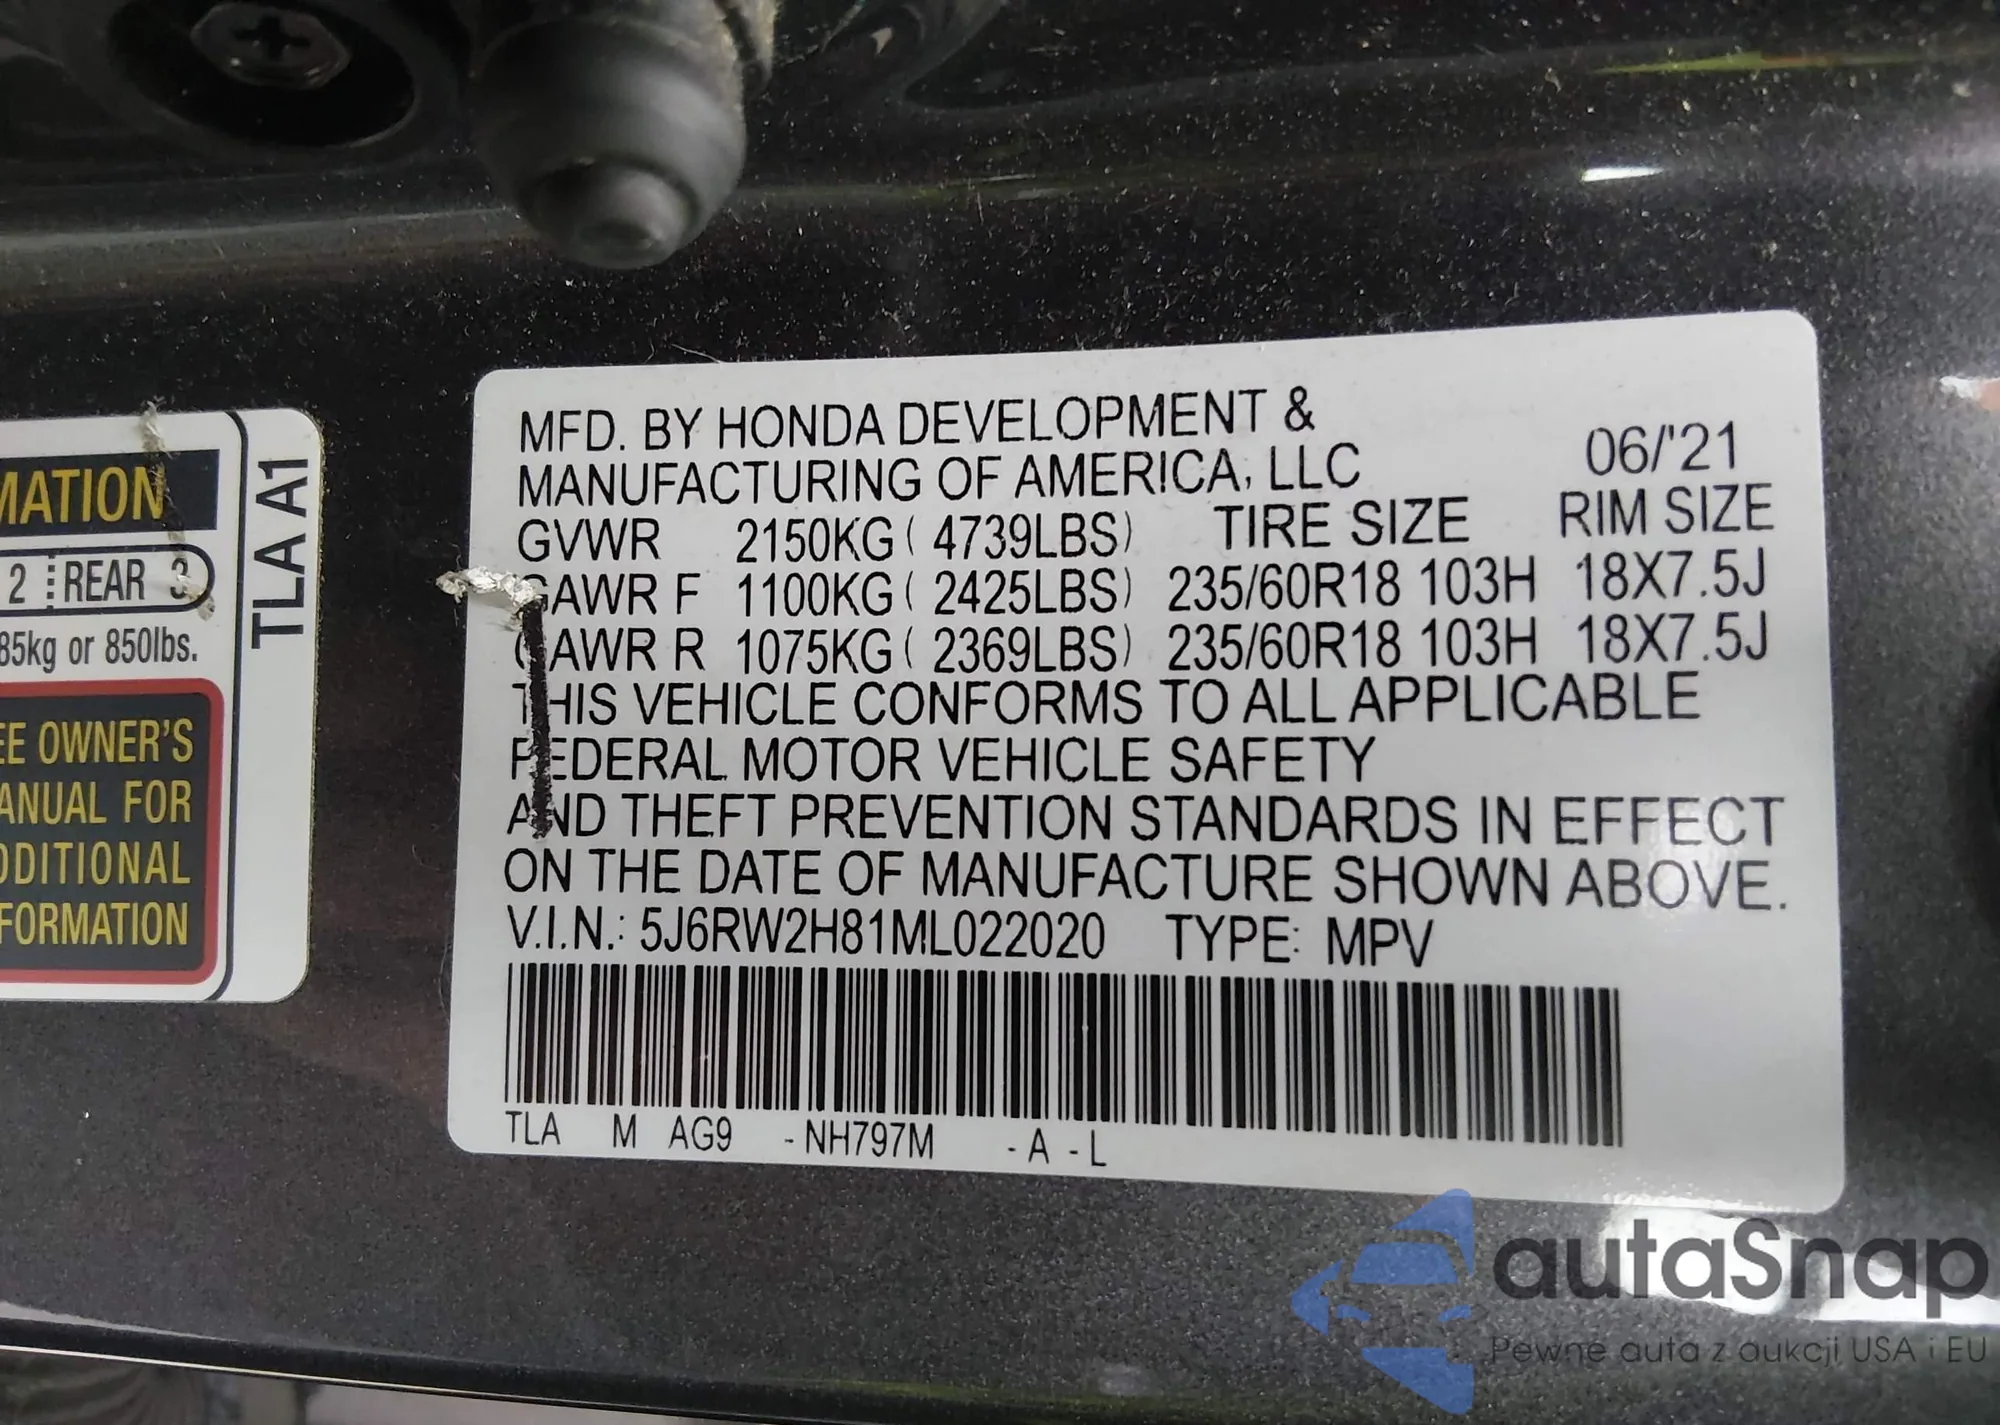 MATION
2 REAR 3
85kg or 850lbs.
EE OWNER'S
ANUAL FOR
DDITIONAL
FORMATION
TLA A1
MFD. BY HONDA DEVELOPMENT &
MANUFACTURING OF AMERICA, LLC 06/'21
GVWR 2150KG ( 4739LBS) TIRE SIZE RIM SIZE
GAWR F 1100KG ( 2425LBS) 235/60R18 103H 18X7.5J
GAWR R 1075KG ( 2369LBS) 235/60R18 103H 18X7.5J
THIS VEHICLE CONFORMS TO ALL APPLICABLE
FEDERAL MOTOR VEHICLE SAFETY
AND THEFT PREVENTION STANDARDS IN EFFECT
ON THE DATE OF MANUFACTURE SHOWN ABOVE.
V.I.N.: 5J6RW2H81ML022020 TYPE: MPV
TLA M AG9 - NH797M - A - L
autaSnap
Pewne auta z aukcji USA i EU